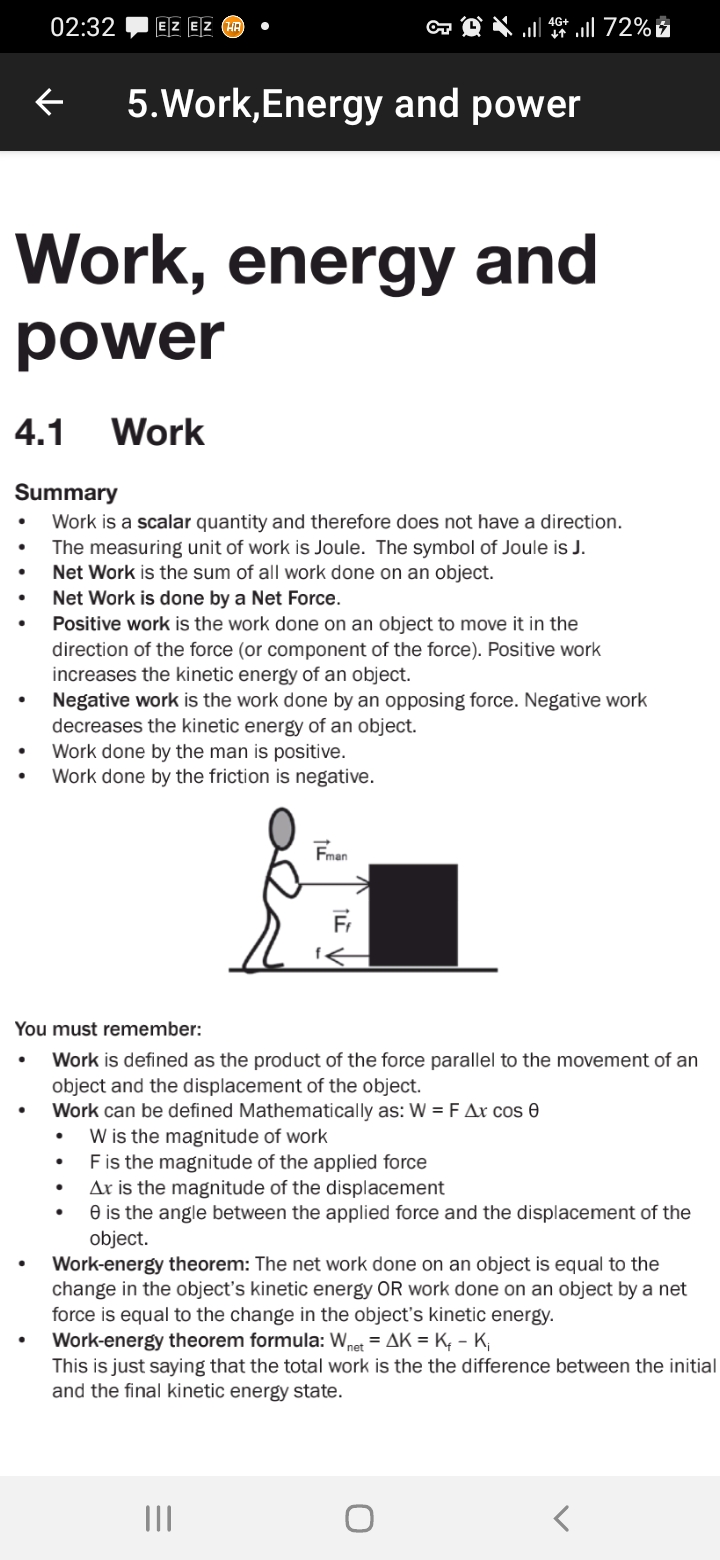 02:32 EZ EZ HA 4G+ 72%
5.Work,Energy and power
Work, energy and
power
4.1 Work
Summary
• Work is a scalar quantity and therefore does not have a direction.
• The measuring unit of work is Joule. The symbol of Joule is J.
• Net Work is the sum of all work done on an object.
• Net Work is done by a Net Force.
• Positive work is the work done on an object to move it in the
direction of the force (or component of the force). Positive work
increases the kinetic energy of an object.
• Negative work is the work done by an opposing force. Negative work
decreases the kinetic energy of an object.
• Work done by the man is positive.
• Work done by the friction is negative.
F⃗man
F⃗f
f
You must remember:
• Work is defined as the product of the force parallel to the movement of an
object and the displacement of the object.
• Work can be defined Mathematically as: W = F Δx cos θ
• W is the magnitude of work
• F is the magnitude of the applied force
• Δx is the magnitude of the displacement
• θ is the angle between the applied force and the displacement of the
object.
• Work-energy theorem: The net work done on an object is equal to the
change in the object's kinetic energy OR work done on an object by a net
force is equal to the change in the object's kinetic energy.
• Work-energy theorem formula: Wnet = ΔK = Kf – Ki
This is just saying that the total work is the the difference between the initial
and the final kinetic energy state.